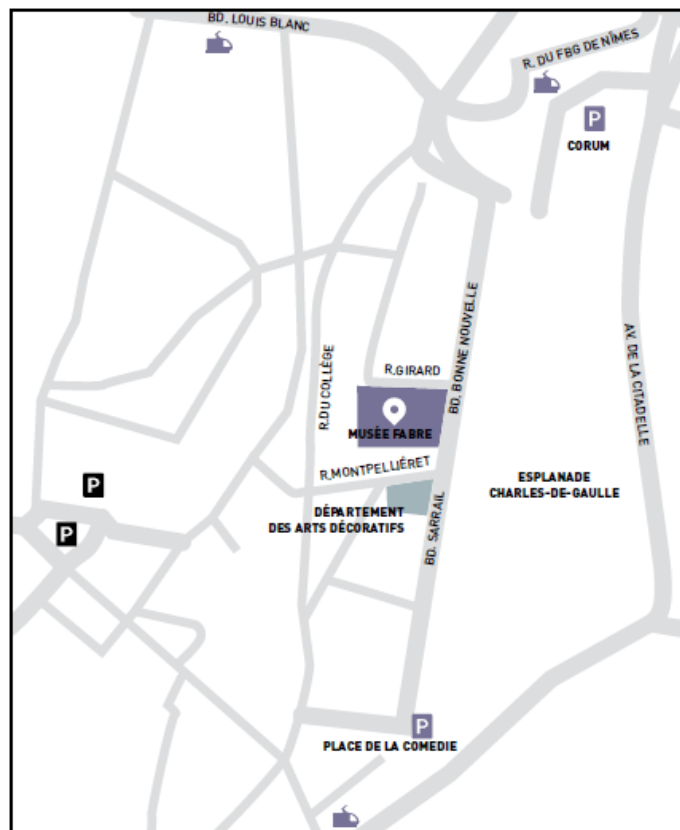 BD. LOUIS BLANC
R. DU FBG DE NÎMES
P
CORUM
BD. BONNE NOUVELLE
AV. DE LA CITADELLE
R.DU COLLÈGE
R.GIRARD
MUSÉE FABRE
R.MONTPELLIÉRET
P
ESPLANADE
CHARLES-DE-GAULLE
DÉPARTEMENT
DES ARTS DÉCORATIFS
P
BD. SARRAIL
P
PLACE DE LA COMEDIE